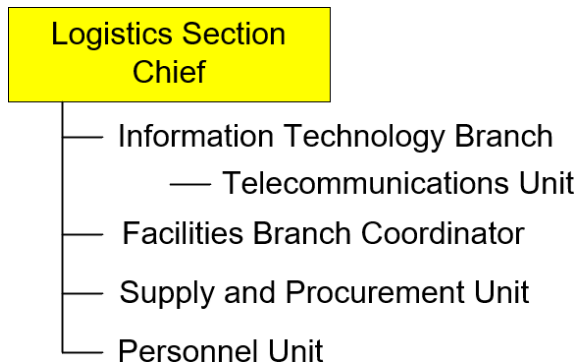 Logistics Section
Chief
Information Technology Branch
Telecommunications Unit
Facilities Branch Coordinator
Supply and Procurement Unit
Personnel Unit